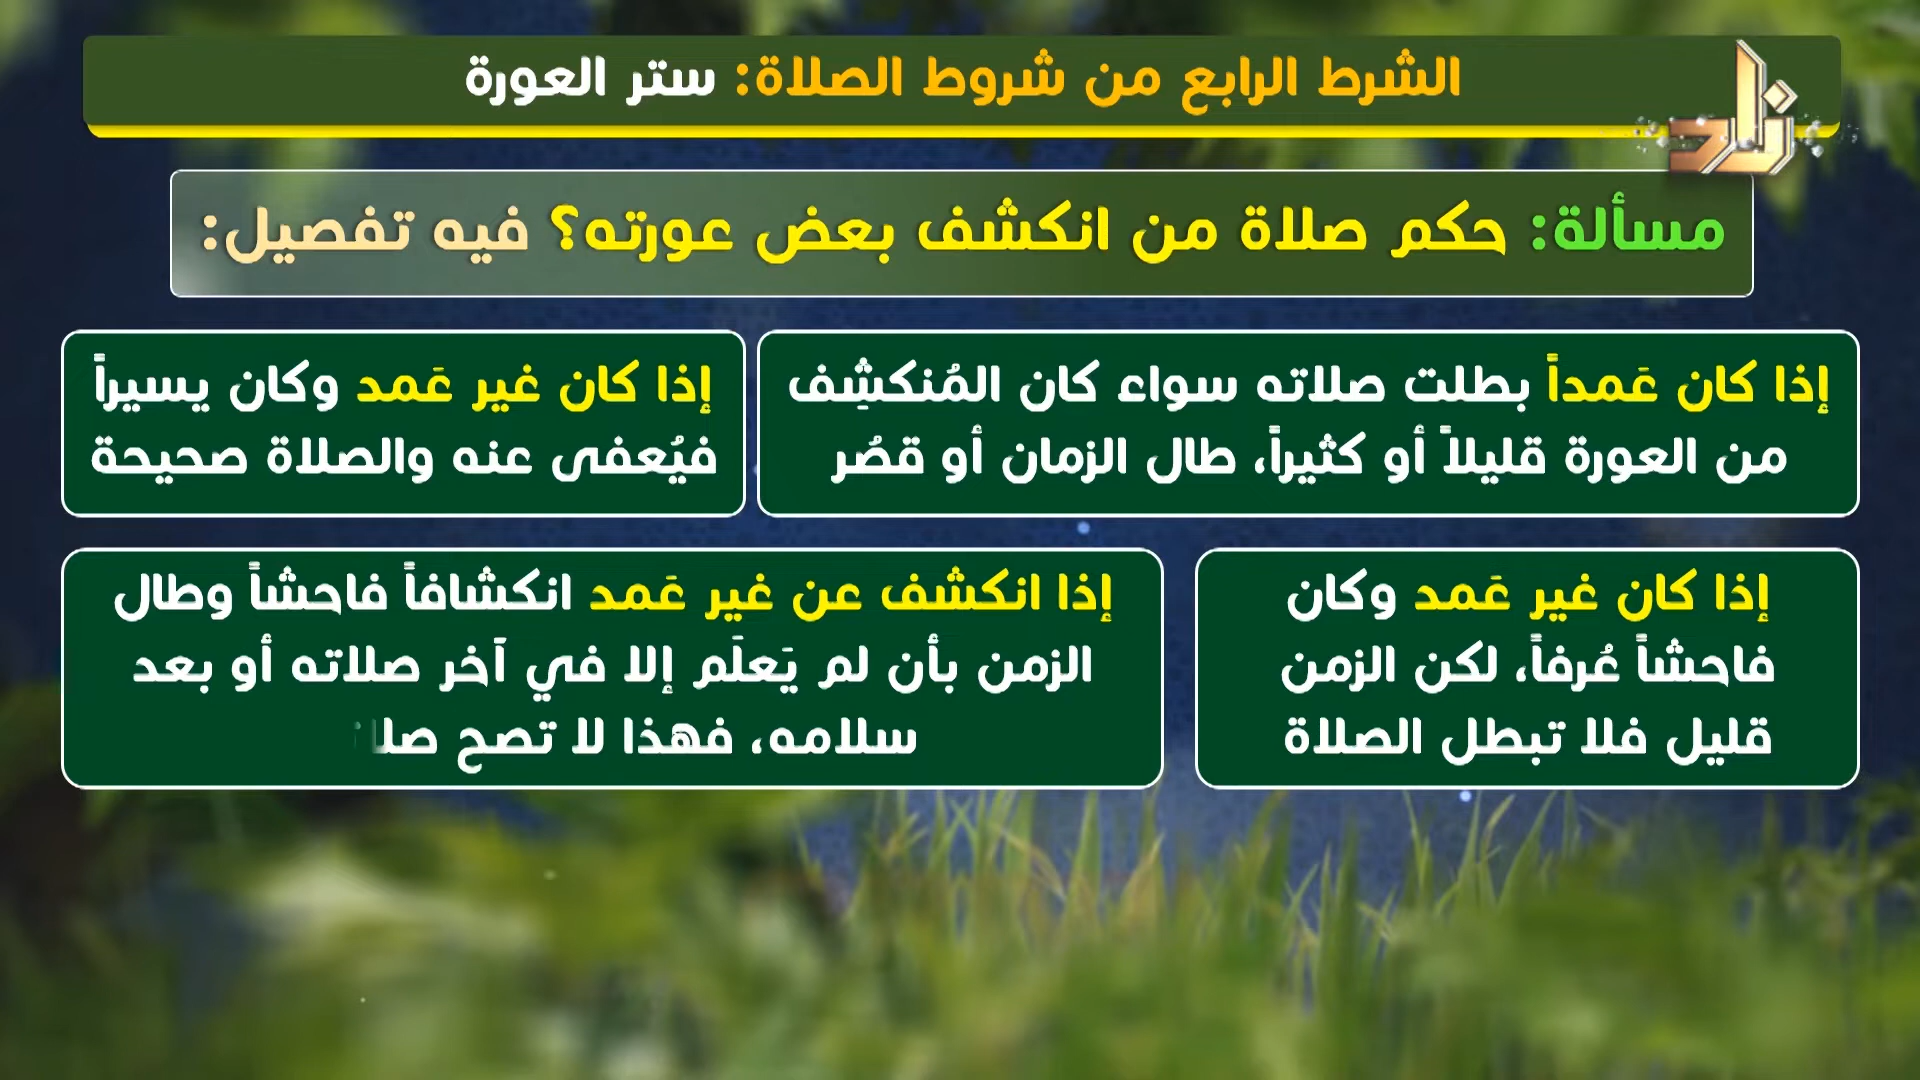 الشرط الرابع من شروط الصلاة: ستر العورة
زاد
مسألة: حكم صلاة من انكشف بعض عورته؟ فيه تفصيل:
إذا كان عَمداً بطلت صلاته سواء كان المُنكشِف
من العورة قليلاً أو كثيراً، طال الزمان أو قصُر
إذا كان غير عَمد وكان يسيراً
فيُعفى عنه والصلاة صحيحة
إذا كان غير عَمد وكان
فاحشاً عُرفاً، لكن الزمن
قليل فلا تبطل الصلاة
إذا انكشف عن غير عَمد انكشافاً فاحشاً وطال
الزمن بأن لم يَعلَم إلا في آخر صلاته أو بعد
سلامه، فهذا لا تصح